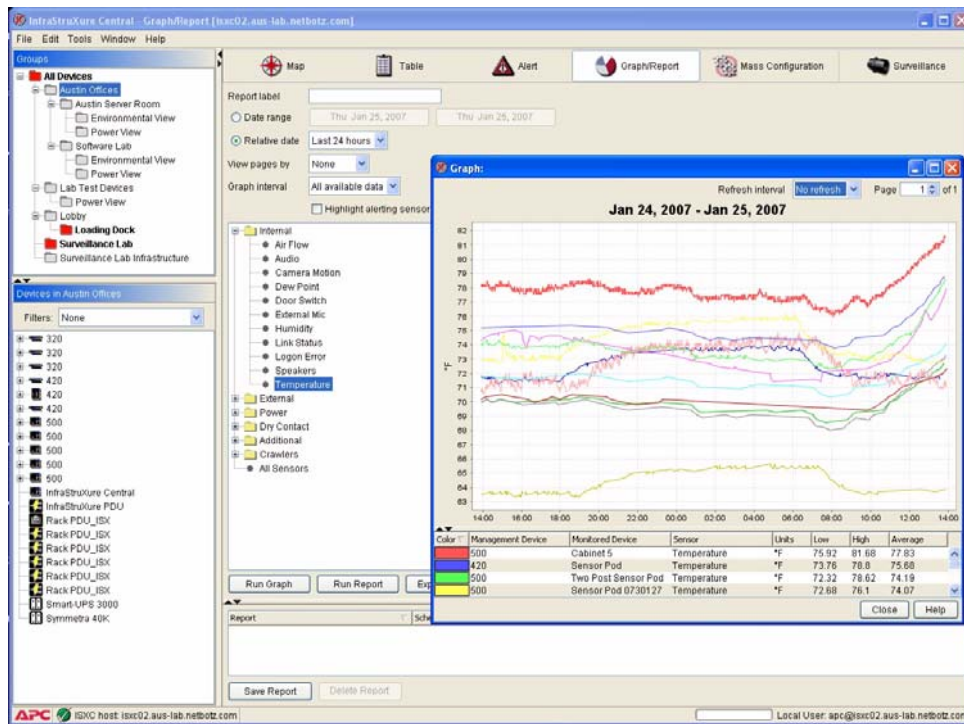 InfraStruXure Central - Graph/Report [isxc02.aus-lab.netbotz.com]
File Edit Tools Window Help
Groups
All Devices
Austin Offices
Austin Server Room
Environmental View
Power View
Software Lab
Environmental View
Power View
Lab Test Devices
Power View
Lobby
Loading Dock
Surveillance Lab
Surveillance Lab Infrastructure
Devices in Austin Offices
Filters: None
320
320
320
420
420
420
500
500
500
500
500
InfraStruXure Central
InfraStruXure PDU
Rack PDU_ISX
Rack PDU_ISX
Rack PDU_ISX
Rack PDU_ISX
Rack PDU_ISX
Rack PDU_ISX
Smart-UPS 3000
Symmetra 40K
Map Table Alert Graph/Report Mass Configuration Surveillance
Report label
Date range Thu Jan 25, 2007 Thu Jan 25, 2007
Relative date Last 24 hours
View pages by None
Graph interval All available data
Highlight alerting sensor
Internal
Air Flow
Audio
Camera Motion
Dew Point
Door Switch
External Mic
Humidity
Link Status
Logon Error
Speakers
Temperature
External
Power
Dry Contact
Additional
Crawlers
All Sensors
Run Graph Run Report
Report
Save Report Delete Report
Graph:
Refresh interval No refresh Page 1 of 1
Jan 24, 2007 - Jan 25, 2007
82
81
80
79
78
77
76
75
74
73
72
71
70
69
68
67
66
65
64
63
°F
14:00 16:00 18:00 20:00 22:00 00:00 02:00 04:00 06:00 08:00 10:00 12:00 14:00
Color Management Device Monitored Device Sensor Units Low High Average
500 Cabinet 5 Temperature °F 75.92 81.68 77.83
420 Sensor Pod Temperature °F 73.76 78.8 75.68
500 Two Post Sensor Pod Temperature °F 72.32 78.62 74.19
500 Sensor Pod 0730127 Temperature °F 72.68 76.1 74.07
Close Help
APC ISXC host: isxc02.aus-lab.netbotz.com
Local User: apc@isxc02.aus-lab.netbotz.com